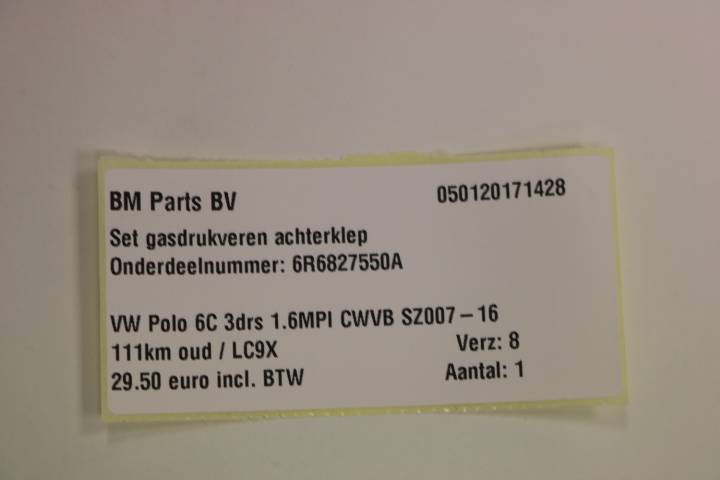 BM Parts BV 050120171428
Set gasdrukveren achterklep
Onderdeelnummer: 6R6827550A
VW Polo 6C 3drs 1.6MPI CWVB SZ007-16
111km oud / LC9X Verz: 8
29.50 euro incl. BTW Aantal: 1